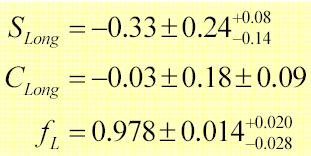 S_Long = −0.33 ± 0.24 +0.08 −0.14
C_Long = −0.03 ± 0.18 ± 0.09
f_L = 0.978 ± 0.014 +0.020 −0.028